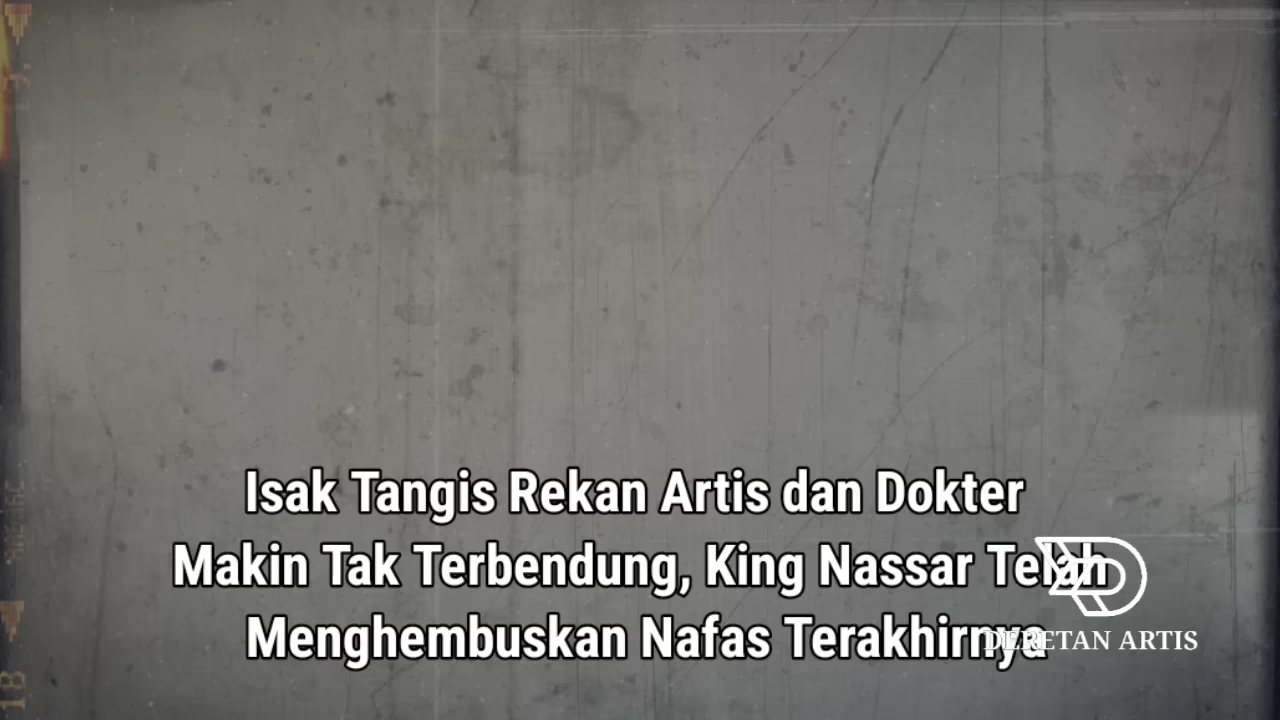 Isak Tangis Rekan Artis dan Dokter
Makin Tak Terbendung, King Nassar Telah
Menghembuskan Nafas Terakhirnya
DERETAN ARTIS